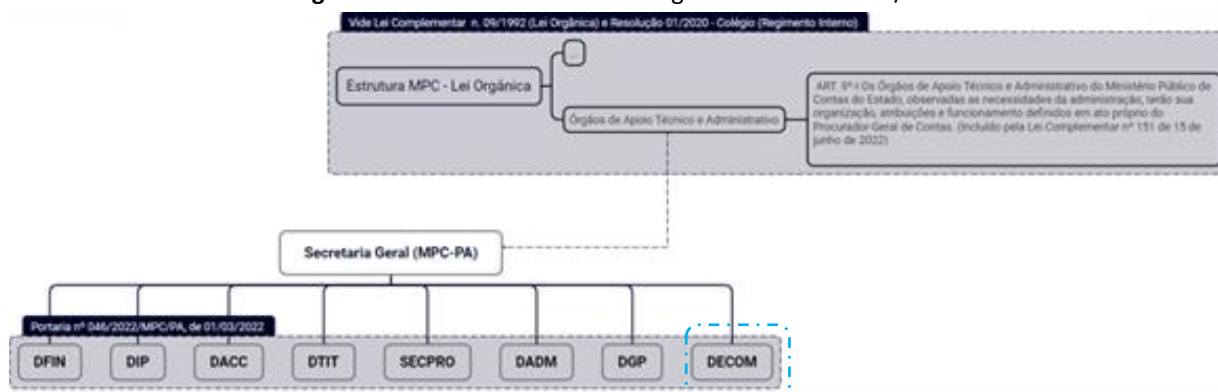 Vide Lei Complementar n. 09/1992 (Lei Orgânica) e Resolução 01/2020 - Colégio (Regimento Interno)
...
Estrutura MPC - Lei Orgânica
Órgãos de Apoio Técnico e Administrativo
ART. 9º-I Os Órgãos de Apoio Técnico e Administrativo do Ministério Público de
Contas do Estado, observadas as necessidades da administração, terão sua
organização, atribuições e funcionamento definidos em ato próprio do
Procurador-Geral de Contas. (Incluído pela Lei Complementar nº 151 de 15 de
junho de 2022)
Secretaria Geral (MPC-PA)
Portaria nº 046/2022/MPC/PA, de 01/03/2022
DFIN DIP DACC DTIT SECPRO DADM DGP DECOM